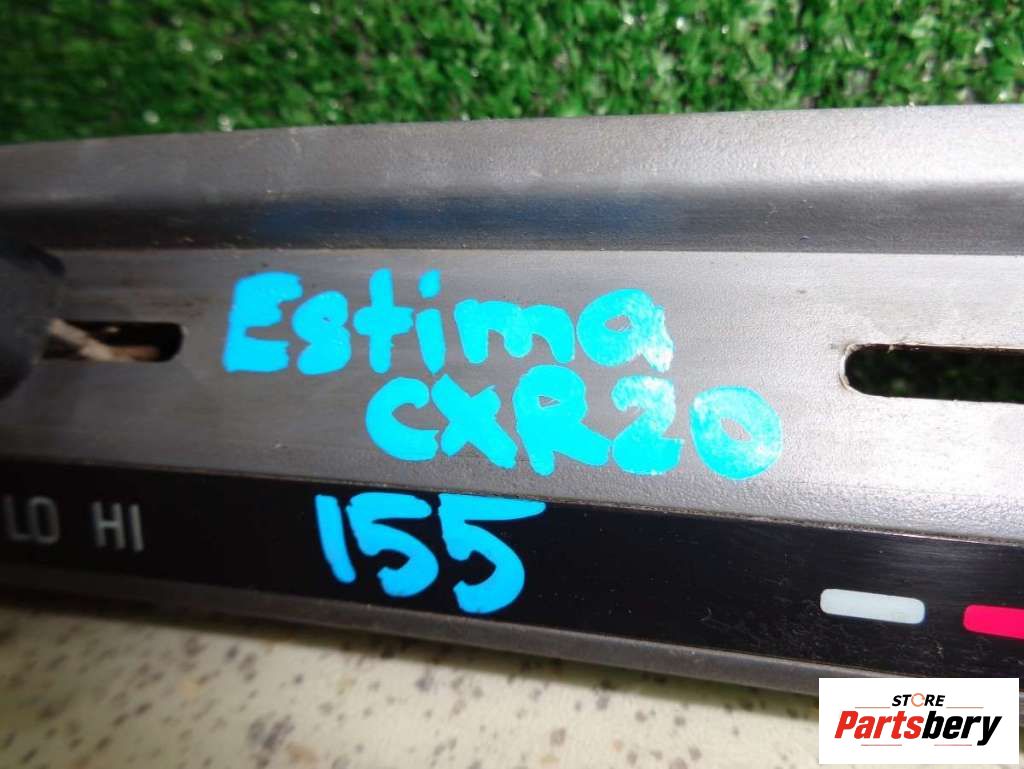 Estima
CXR20
LO HI
155
STORE
Partsbery